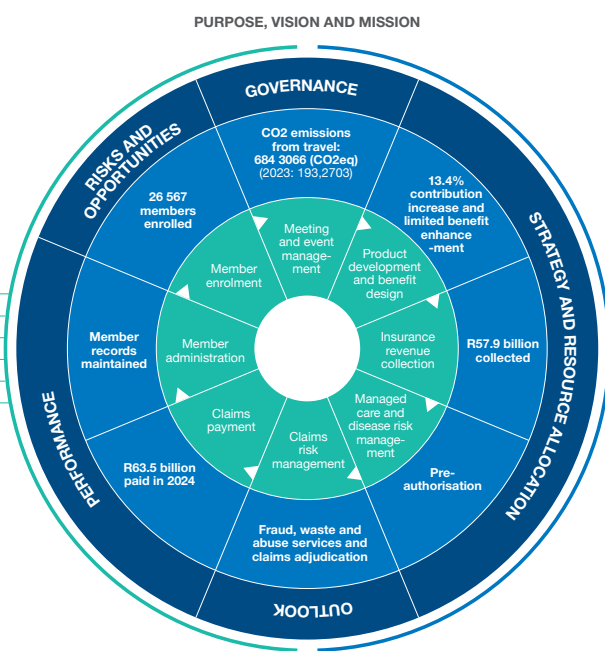 PURPOSE, VISION AND MISSION
GOVERNANCE
RISKS AND
OPPORTUNITIES
STRATEGY AND RESOURCE ALLOCATION
PERFORMANCE
OUTLOOK
CO2 emissions
from travel:
684 3066 (CO2eq)
(2023: 193,2703)
13.4%
contribution
increase and
limited benefit
enhance
-ment
R57.9 billion
collected
Pre-
authorisation
Fraud, waste and
abuse services and
claims adjudication
R63.5 billion
paid in 2024
Member
records
maintained
26 567
members
enrolled
Meeting
and event
manage-
ment
Product
development
and benefit
design
Insurance
revenue
collection
Managed
care and
disease risk
manage-
ment
Claims
risk
management
Claims
payment
Member
administration
Member
enrolment